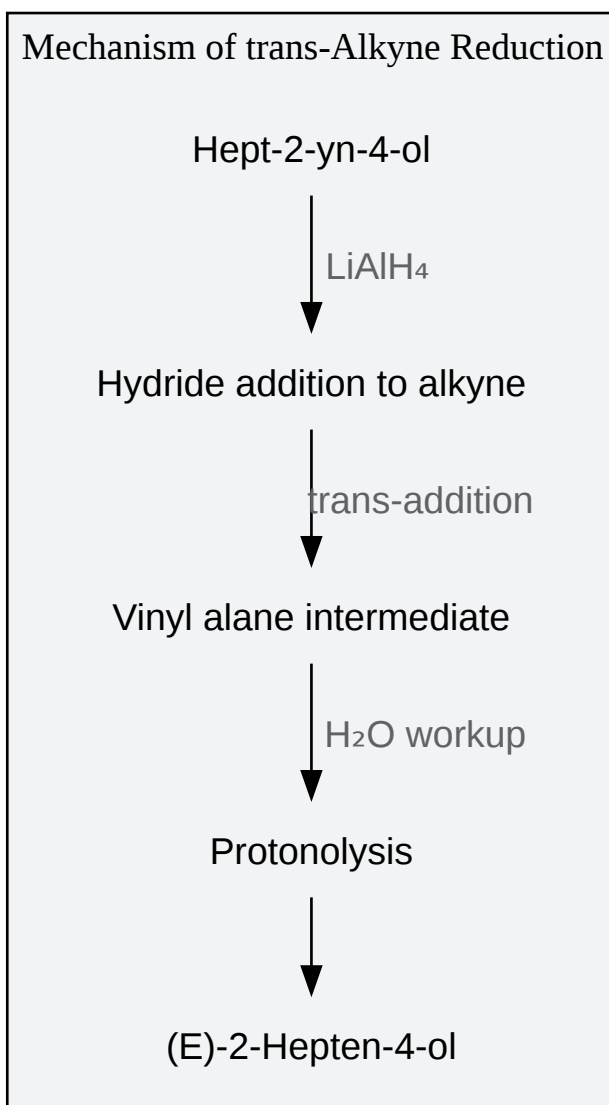 Mechanism of trans-Alkyne Reduction
Hept-2-yn-4-ol
LiAlH₄
Hydride addition to alkyne
trans-addition
Vinyl alane intermediate
H₂O workup
Protonolysis
(E)-2-Hepten-4-ol